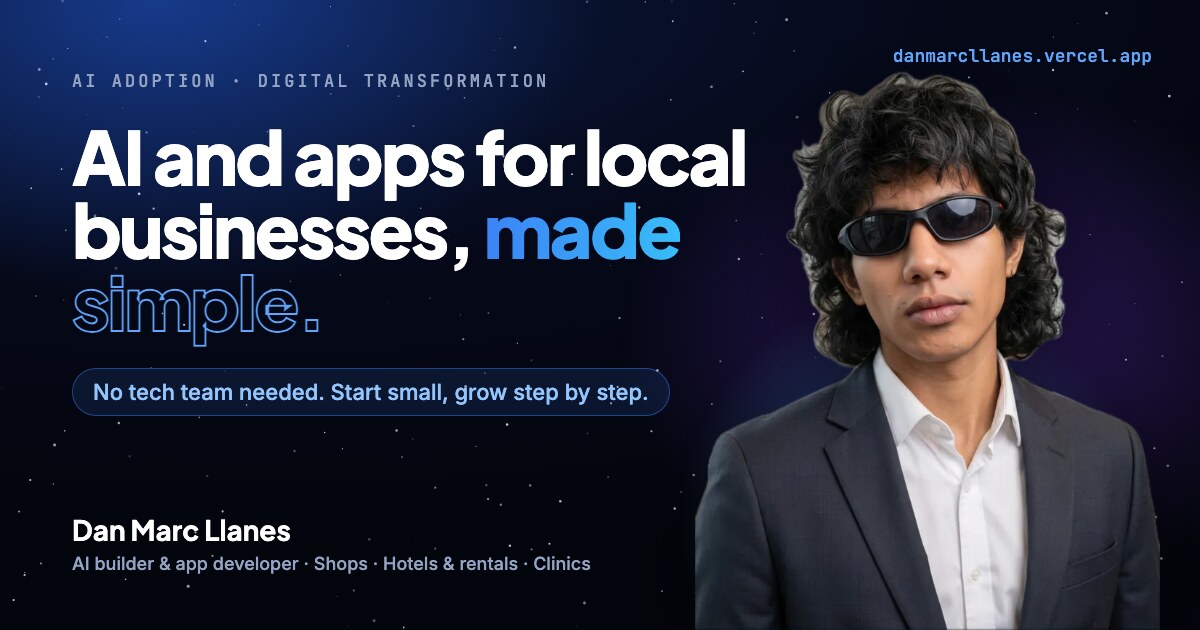 danmarcllanes.vercel.app
AI ADOPTION · DIGITAL TRANSFORMATION
AI and apps for local
businesses, made
simple.
No tech team needed. Start small, grow step by step.
Dan Marc Llanes
AI builder & app developer · Shops · Hotels & rentals · Clinics